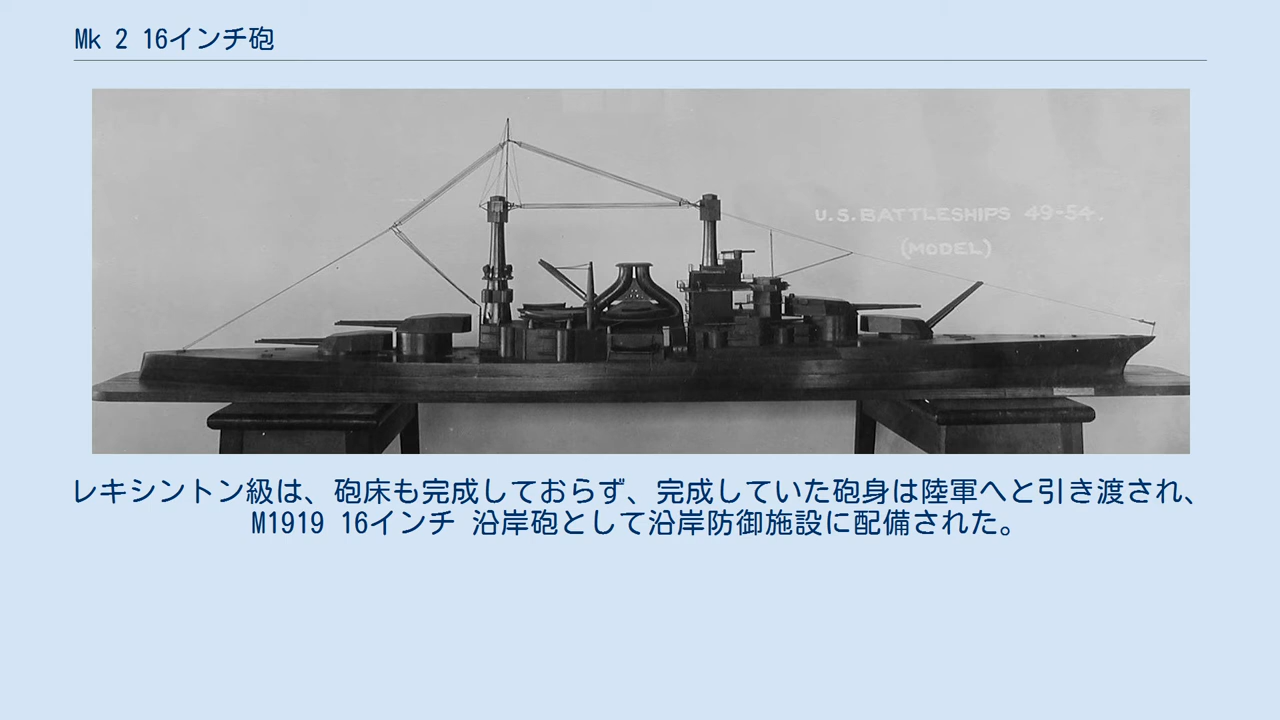 Mk 2 16インチ砲
U.S. BATTLESHIPS 49-54.
(MODEL)
レキシントン級は、砲床も完成しておらず、完成していた砲身は陸軍へと引き渡され、
M1919 16インチ 沿岸砲として沿岸防御施設に配備された。